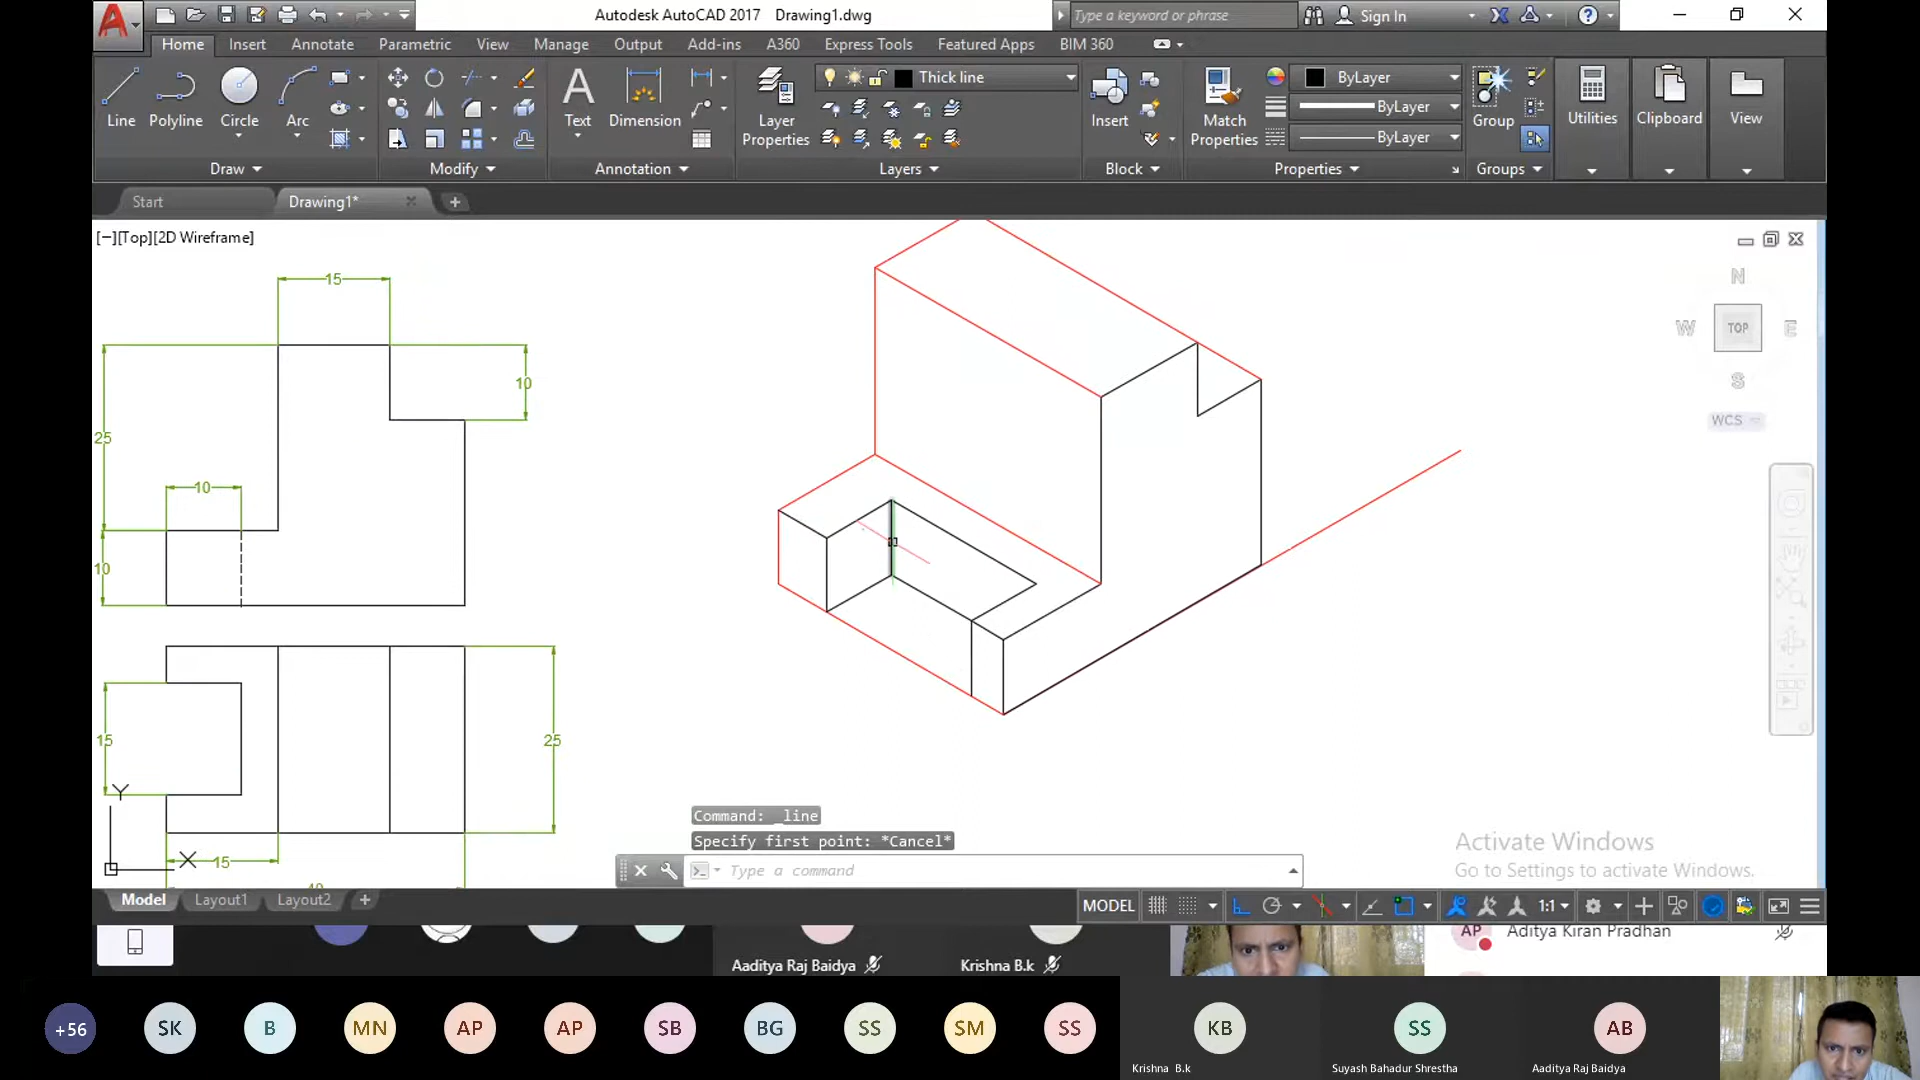 Autodesk AutoCAD 2017 Drawing1.dwg
Type a keyword or phrase
Sign In
Home Insert Annotate Parametric View Manage Output Add-ins A360 Express Tools Featured Apps BIM 360
Line Polyline Circle Arc
Text Dimension
Layer Properties
Thick line
Insert
Match Properties
ByLayer
ByLayer
ByLayer
Group
Utilities
Clipboard
View
Draw Modify Annotation Layers Block Properties Groups
Start Drawing1*
[−][Top][2D Wireframe]
N
W TOP E
S
WCS
15
10
25
10
10
15
25
15
Y
X
Command: _line
Specify first point: *Cancel*
Type a command
Activate Windows
Go to Settings to activate Windows.
Model Layout1 Layout2
MODEL
1:1
Aaditya Raj Baidya
Krishna B.k
AP
Aditya Kiran Pradhan
+56 SK B MN AP AP SB BG SS SM SS KB SS AB
Krishna B.k
Suyash Bahadur Shrestha
Aaditya Raj Baidya